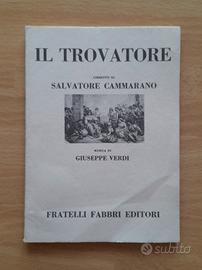 IL TROVATORE
LIBRETTO DI
SALVATORE CAMMARANO
MUSICA DI
GIUSEPPE VERDI
FRATELLI FABBRI EDITORI
subito